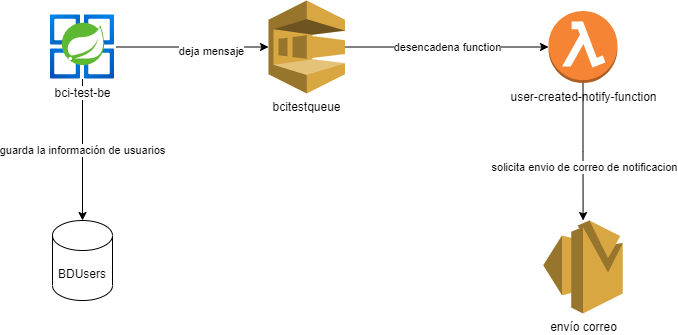 deja mensaje
desencadena function
bci-test-be
bcitestqueue
user-created-notify-function
guarda la información de usuarios
solicita envio de correo de notificacion
BDUsers
envío correo